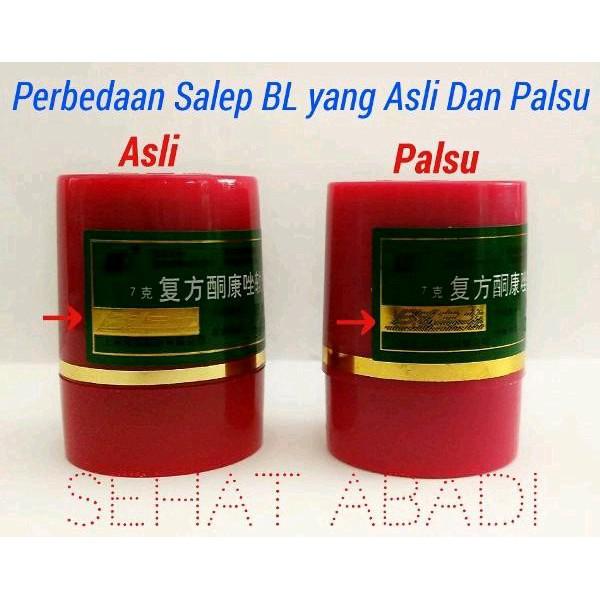 Perbedaan Salep BL yang Asli Dan Palsu
Asli
Palsu
7克 复方酮康唑
7克 复方酮康唑
SEHAT ABADI